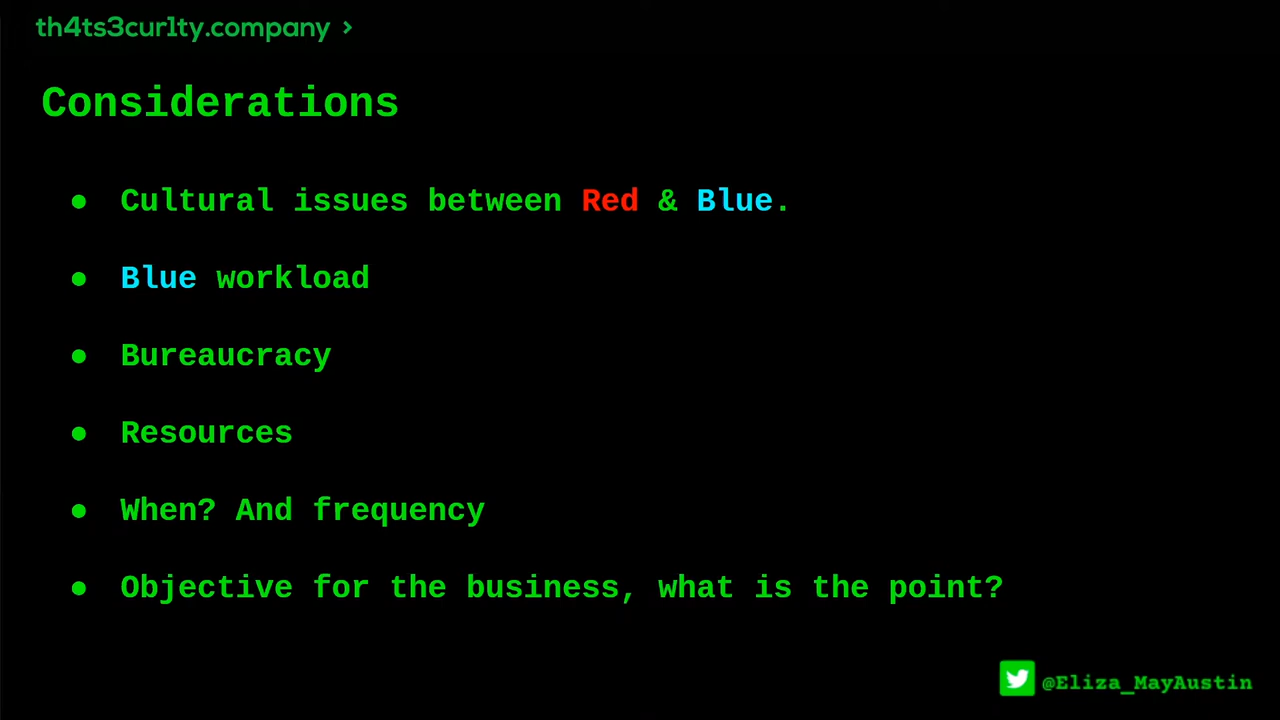 th4ts3cur1ty.company >
Considerations
● Cultural issues between Red & Blue.
● Blue workload
● Bureaucracy
● Resources
● When? And frequency
● Objective for the business, what is the point?
@Eliza_MayAustin